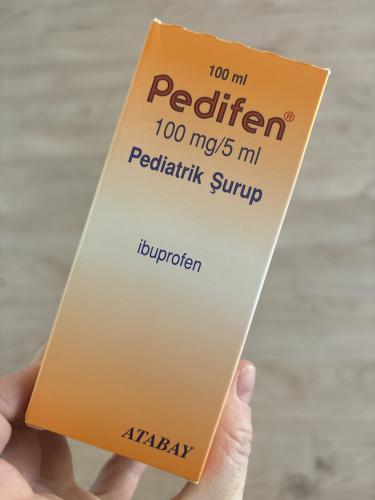 100 ml
Pedifen®
100 mg/5 ml
Pediatrik Şurup
ibuprofen
ATABAY